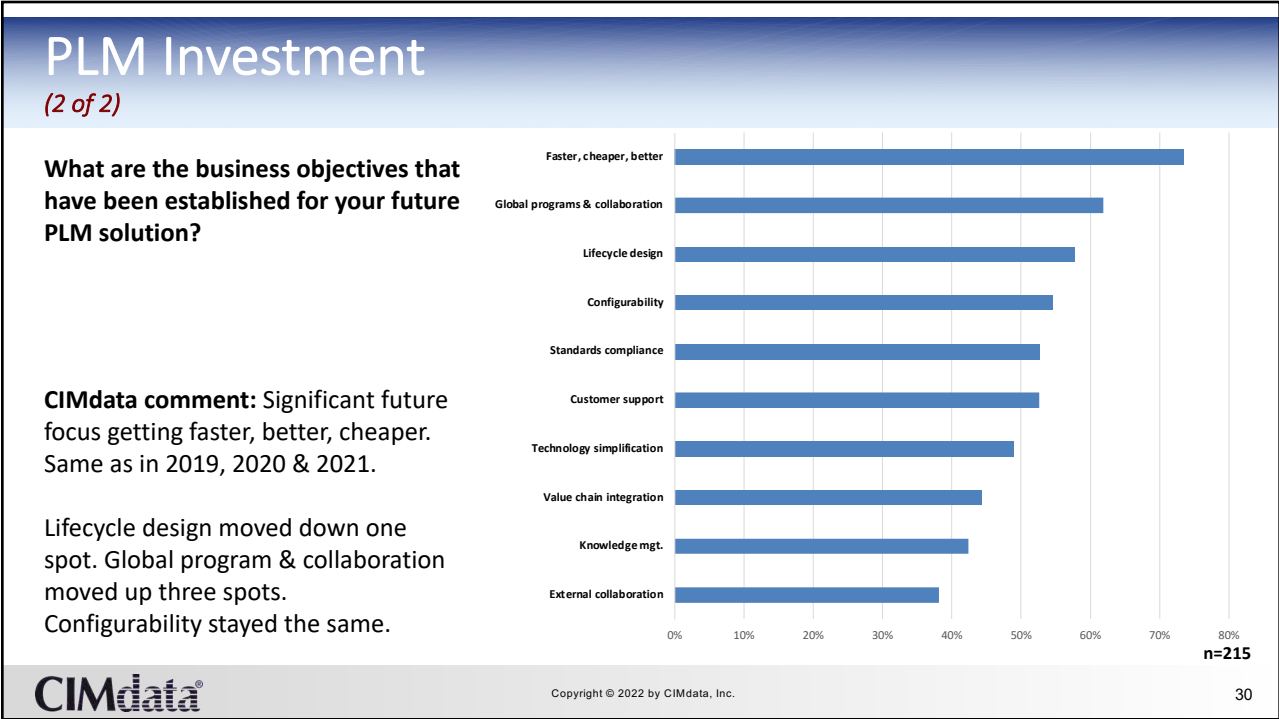 PLM Investment
(2 of 2)
What are the business objectives that
have been established for your future
PLM solution?
CIMdata comment: Significant future
focus getting faster, better, cheaper.
Same as in 2019, 2020 & 2021.
Lifecycle design moved down one
spot. Global program & collaboration
moved up three spots.
Configurability stayed the same.
Faster, cheaper, better
Global programs & collaboration
Lifecycle design
Configurability
Standards compliance
Customer support
Technology simplification
Value chain integration
Knowledge mgt.
External collaboration
0% 10% 20% 30% 40% 50% 60% 70% 80%
n=215
CIMdata®
Copyright © 2022 by CIMdata, Inc.
30